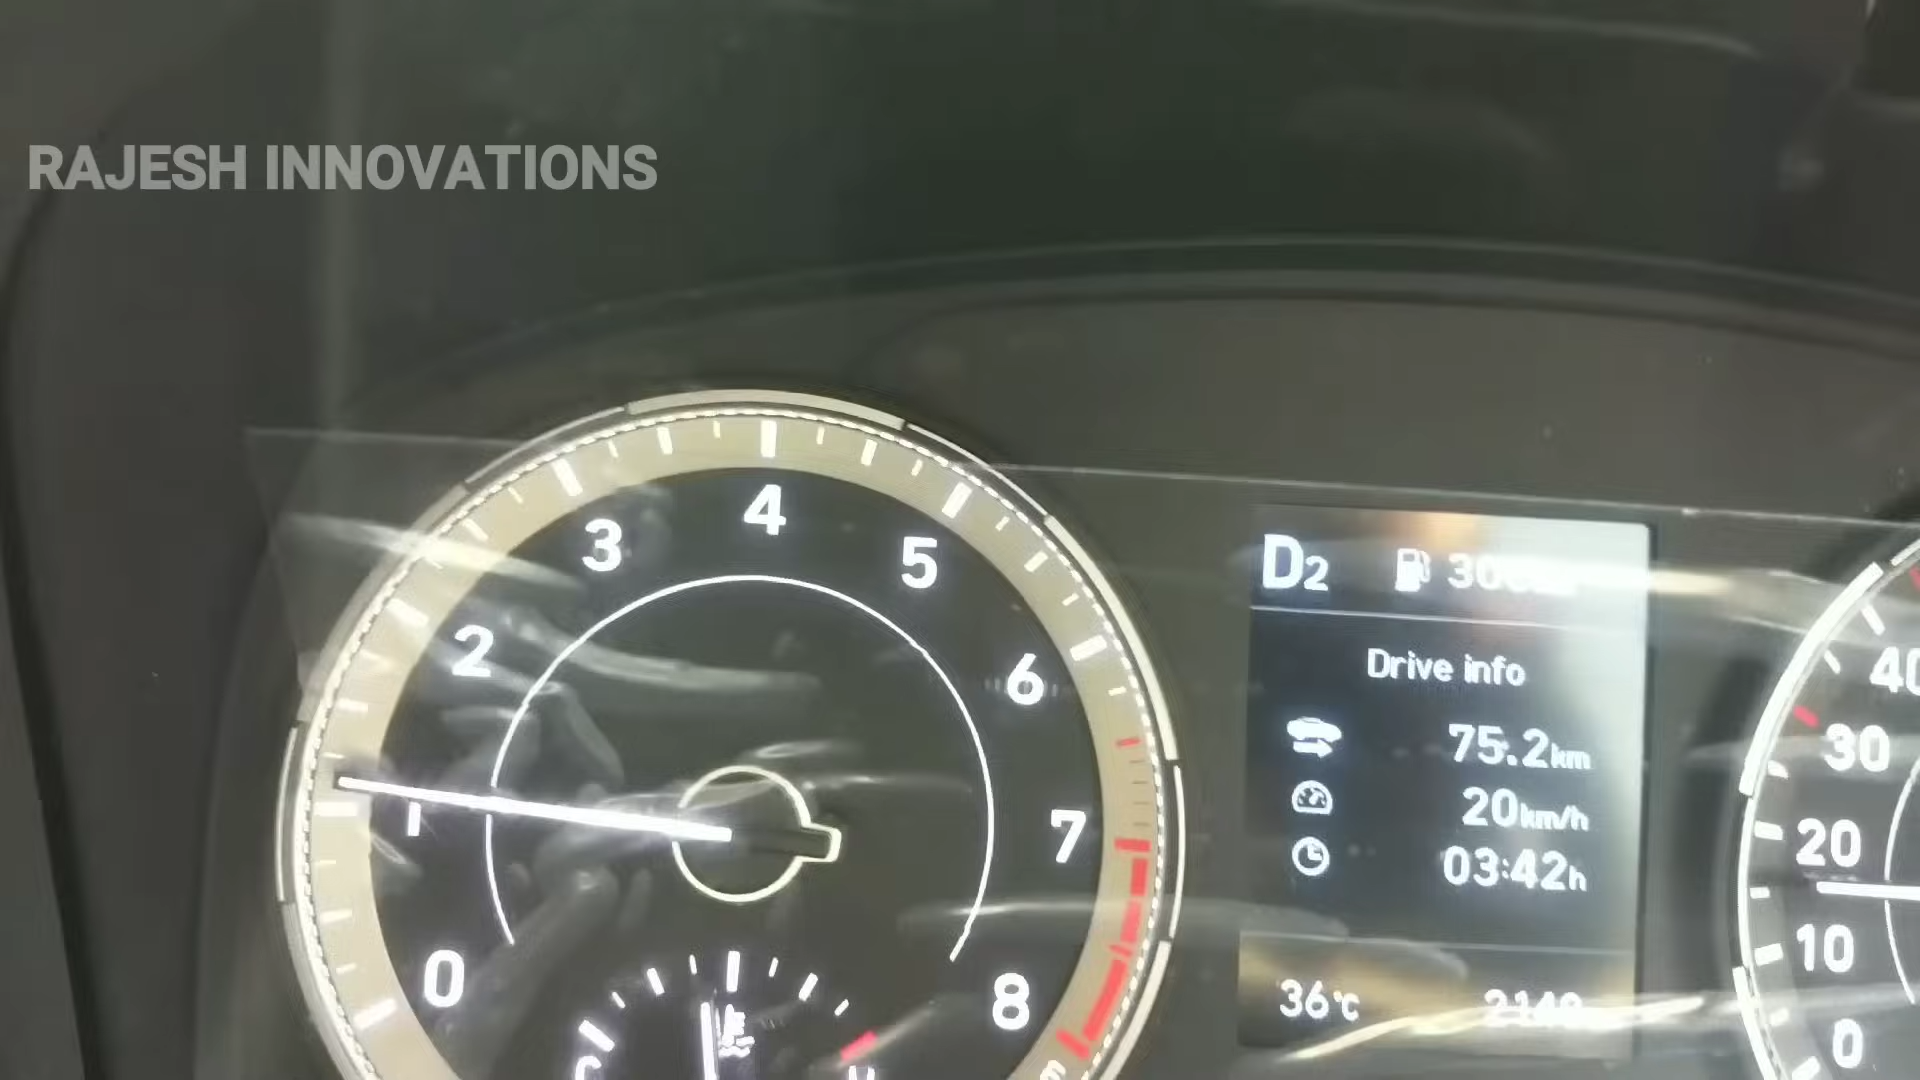 RAJESH INNOVATIONS
0 1 2 3 4 5 6 7 8
C
D2
Drive info
75.2km
20km/h
03:42h
36°C
40
30
20
10
0